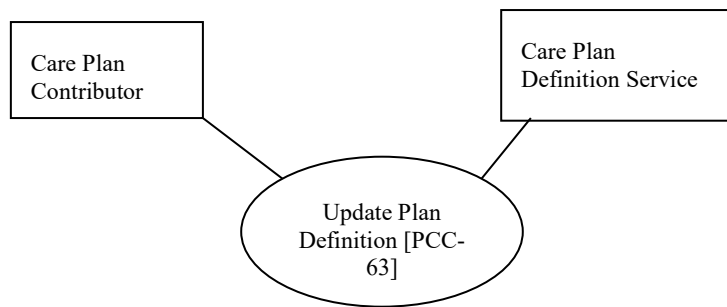 Care Plan
Contributor
Care Plan
Definition Service
Update Plan
Definition [PCC-
63]